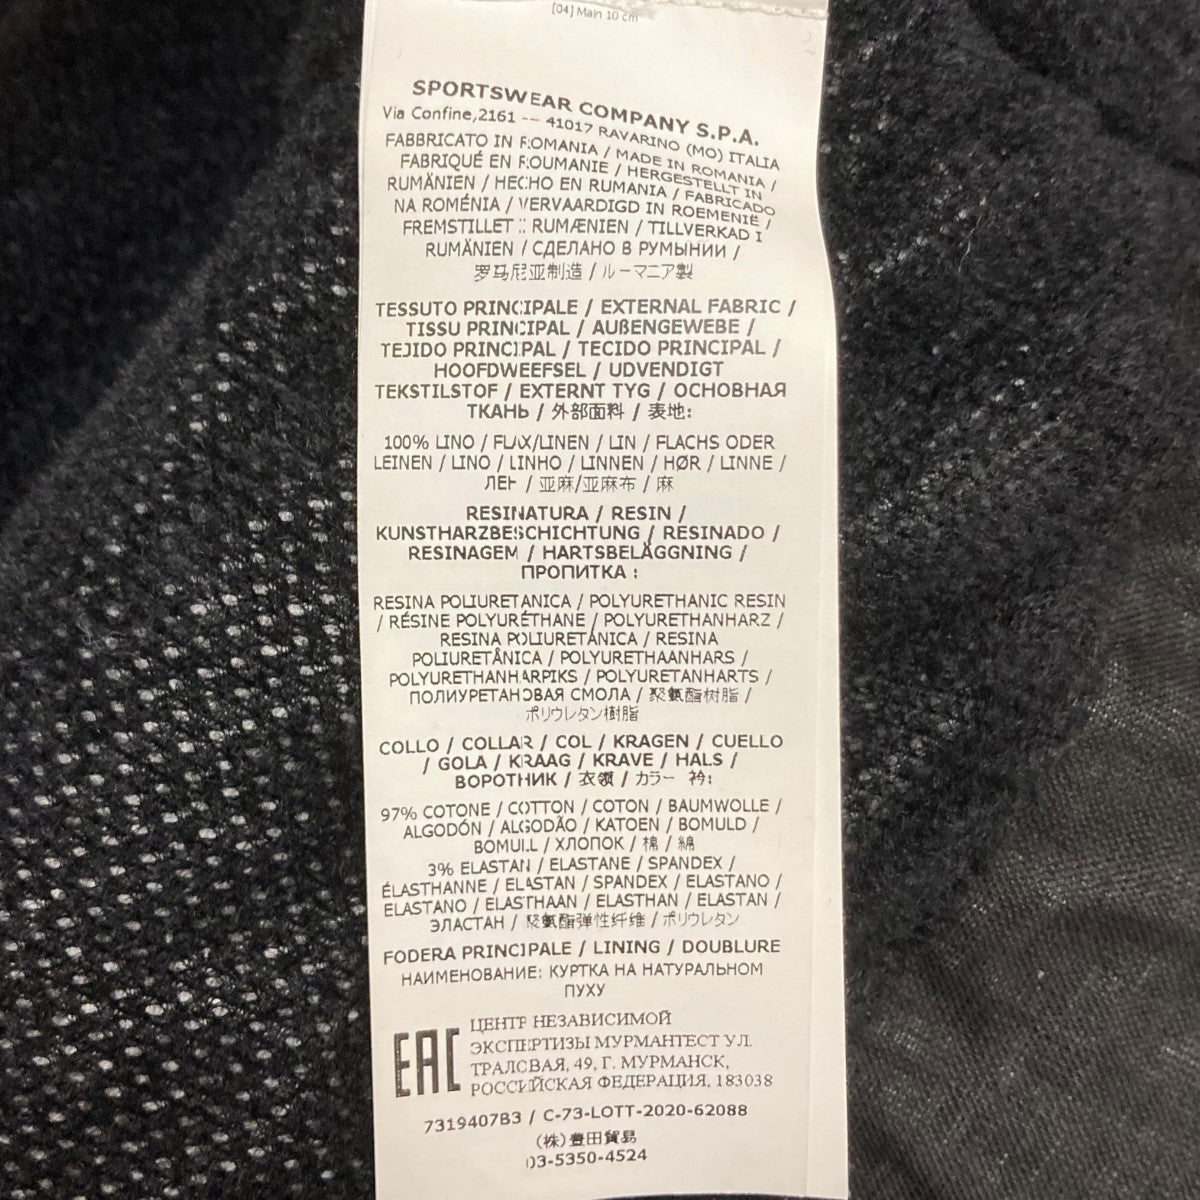 [04] Main 10 cm
SPORTSWEAR COMPANY S.P.A.
Via Confine,2161 -- 41017 RAVARINO (MO) ITALIA
FABBRICATO IN ROMANIA / MADE IN ROMANIA /
FABRIQUÉ EN ROUMANIE / HERGESTELLT IN
RUMÄNIEN / HECHO EN RUMANIA / FABRICADO
NA ROMÉNIA / VERVAARDIGD IN ROEMENIE /
FREMSTILLET : RUMÆNIEN / TILLVERKAD I
RUMÄNIEN / СДЕЛАНО В РУМЫНИИ /
罗马尼亚制造 / ルーマニア製
TESSUTO PRINCIPALE / EXTERNAL FABRIC /
TISSU PRINCIPAL / AUßENGEWEBE /
TEJIDO PRINCIPAL / TECIDO PRINCIPAL /
HOOFDWEEFSEL / UDVENDIGT
TEKSTILSTOF / EXTERNT TYG / ОСНОВНАЯ
ТКАНЬ / 外部面料 / 表地:
100% LINO / FLAX/LINEN / LIN / FLACHS ODER
LEINEN / LINO / LINHO / LINNEN / HØR / LINNE /
ЛЕН / 亚麻/亚麻布 / 麻
RESINATURA / RESIN /
KUNSTHARZBESCHICHTUNG / RESINADO /
RESINAGEM / HARTSBELÄGGNING /
ПРОПИТКА :
RESINA POLIURETANICA / POLYURETHANIC RESIN
/ RÉSINE POLYURÉTHANE / POLYURETHANHARZ /
RESINA POLIURETÁNICA / RESINA
POLIURETÂNICA / POLYURETHAANHARS /
POLYURETHANHARPIKS / POLYURETANHARTS /
ПОЛИУРЕТАНОВАЯ СМОЛА / 聚氨酯树脂 /
ポリウレタン樹脂
COLLO / COLLAR / COL / KRAGEN / CUELLO
/ GOLA / KRAAG / KRAVE / HALS /
ВОРОТНИК / 衣领 / カラー 衿:
97% COTONE / COTTON / COTON / BAUMWOLLE /
ALGODÓN / ALGODÃO / KATOEN / BOMULD /
BOMULL / ХЛОПОК / 棉 / 綿
3% ELASTAN / ELASTANE / SPANDEX /
ÉLASTHANNE / ELASTAN / SPANDEX / ELASTANO /
ELASTANO / ELASTHAAN / ELASTHAN / ELASTAN /
ЭЛАСТАН / 聚氨酯弹性纤维 / ポリウレタン
FODERA PRINCIPALE / LINING / DOUBLURE
НАИМЕНОВАНИЕ: КУРТКА НА НАТУРАЛЬНОМ
ПУХУ
EAC ЦЕНТР НЕЗАВИСИМОЙ
ЭКСПЕРТИЗЫ МУРМАНТЕСТ УЛ.
ТРАЛОВАЯ, 49, Г. МУРМАНСК,
РОССИЙСКАЯ ФЕДЕРАЦИЯ, 183038
7319407B3 / C-73-LOTT-2020-62088
(株)豊田貿易
03-5350-4524